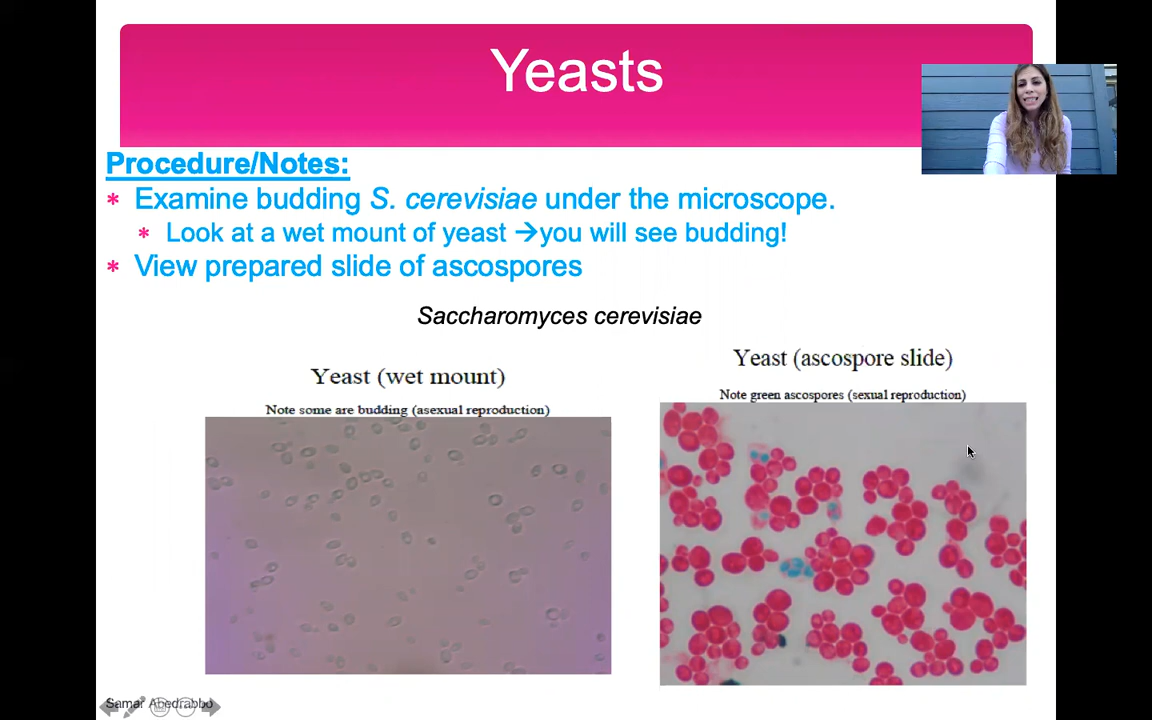 Yeasts
Procedure/Notes:
* Examine budding S. cerevisiae under the microscope.
* Look at a wet mount of yeast →you will see budding!
* View prepared slide of ascospores
Saccharomyces cerevisiae
Yeast (ascospore slide)
Note green ascospores (sexual reproduction)
Yeast (wet mount)
Note some are budding (asexual reproduction)
Samar Abedrabbo